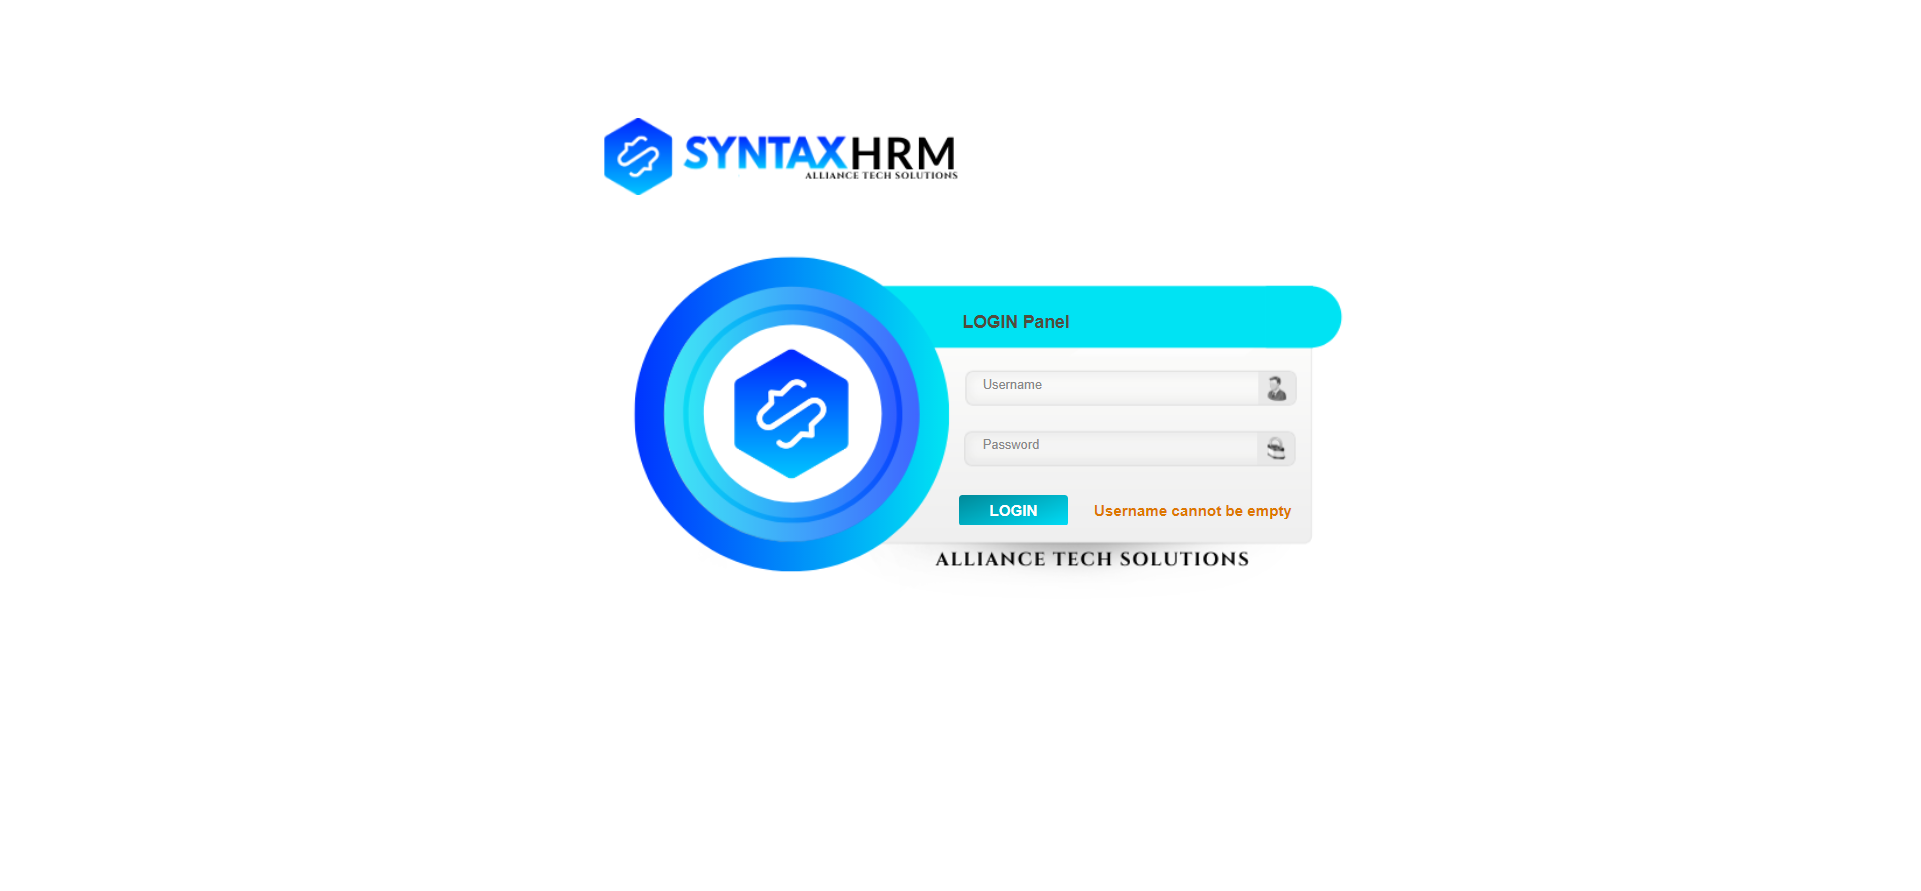 SYNTAXHRM
ALLIANCE TECH SOLUTIONS
LOGIN Panel
Username
Password
LOGIN
Username cannot be empty
ALLIANCE TECH SOLUTIONS